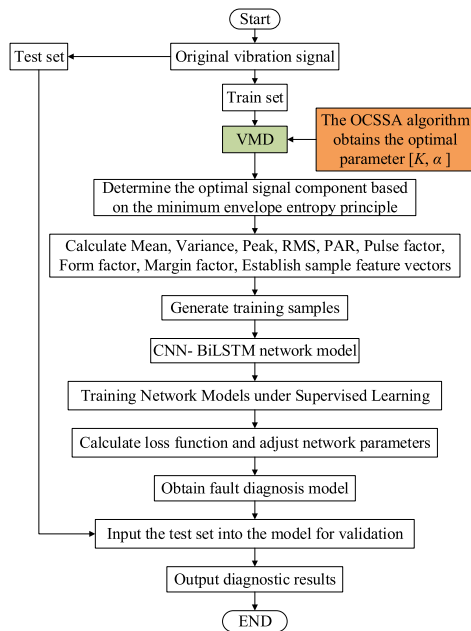 Start
Test set
Original vibration signal
Train set
VMD
The OCSSA algorithm
obtains the optimal
parameter [K, α ]
Determine the optimal signal component based
on the minimum envelope entropy principle
Calculate Mean, Variance, Peak, RMS, PAR, Pulse factor,
Form factor, Margin factor, Establish sample feature vectors
Generate training samples
CNN- BiLSTM network model
Training Network Models under Supervised Learning
Calculate loss function and adjust network parameters
Obtain fault diagnosis model
Input the test set into the model for validation
Output diagnostic results
END